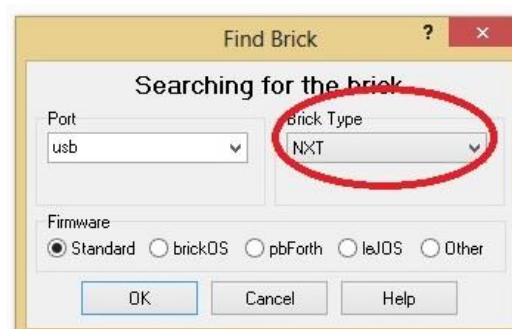 Find Brick ?
Searching for the brick
Port
Brick Type
usb
NXT
Firmware
Standard brickOS pbForth leJOS Other
OK Cancel Help